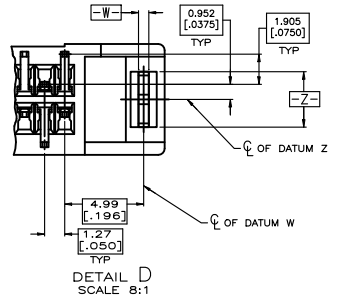 -W-
0.952
[.0375]
TYP
1.905
[.0750]
TYP
-Z-
℄ OF DATUM Z
4.99
[.196]
℄ OF DATUM W
1.27
[.050]
TYP
DETAIL D
SCALE 8:1